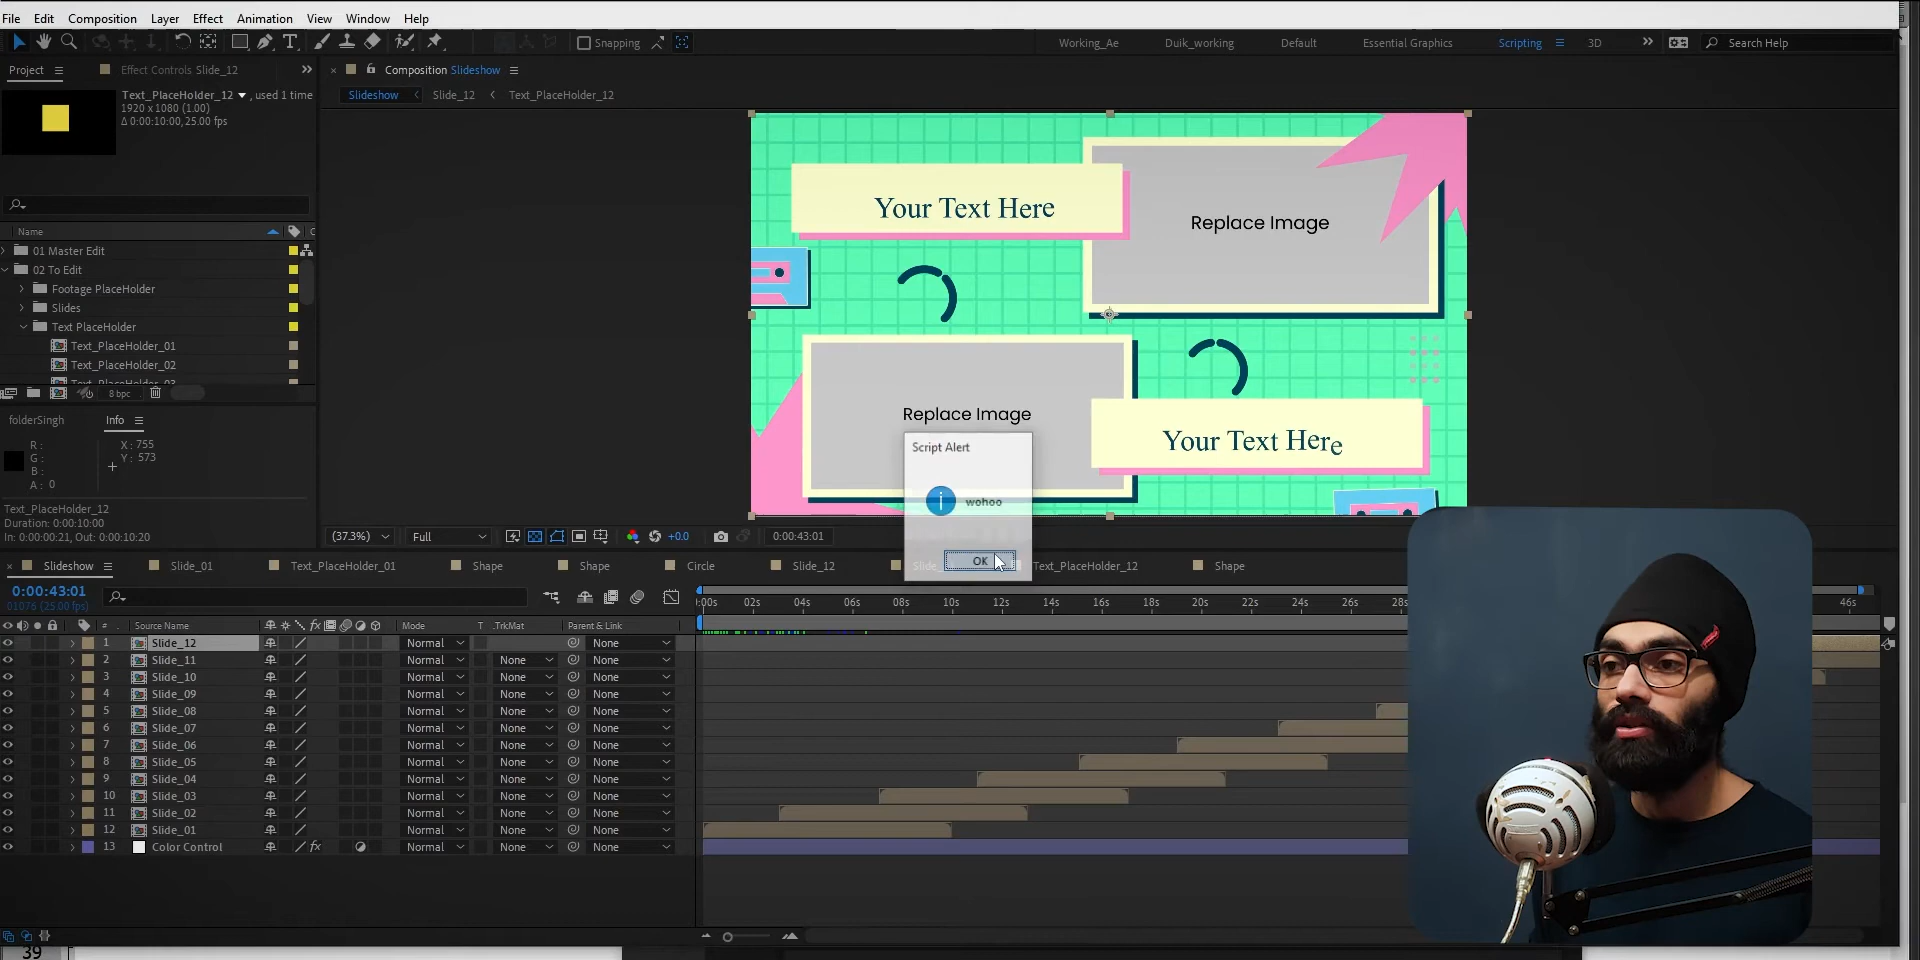 File Edit Composition Layer Effect Animation View Window Help
Snapping
Working_Ae Duik_working Default Essential Graphics Scripting 3D Search Help
Project Effect Controls Slide_12
Composition Slideshow
Slideshow Slide_12 Text_PlaceHolder_12
Text_PlaceHolder_12 , used 1 time
1920 x 1080 (1.00)
Δ 0:00:10:00, 25.00 fps
Name
01 Master Edit
02 To Edit
Footage PlaceHolder
Slides
Text PlaceHolder
Text_PlaceHolder_01
Text_PlaceHolder_02
Text_PlaceHolder_03
8 bpc
folderSingh Info
R :
G :
B :
A : 0
X : 755
Y : 573
Text_PlaceHolder_12
Duration: 0:00:10:00
In: 0:00:00:21, Out: 0:00:10:20
Your Text Here
Replace Image
Replace Image
Your Text Here
Script Alert
wohoo
OK
(37.3%) Full +0.0 0:00:43:01
Slideshow Slide_01 Text_PlaceHolder_01 Shape Shape Circle Slide_12 Text_PlaceHolder_12 Shape
0:00:43:01
01076 (25.00 fps)
:00s 02s 04s 06s 08s 10s 12s 14s 16s 18s 20s 22s 24s 26s 28s 46s
# Source Name Mode T .TrkMat Parent & Link
1 Slide_12 Normal None
2 Slide_11 Normal None None
3 Slide_10 Normal None None
4 Slide_09 Normal None None
5 Slide_08 Normal None None
6 Slide_07 Normal None None
7 Slide_06 Normal None None
8 Slide_05 Normal None None
9 Slide_04 Normal None None
10 Slide_03 Normal None None
11 Slide_02 Normal None None
12 Slide_01 Normal None None
13 Color Control Normal None None
39